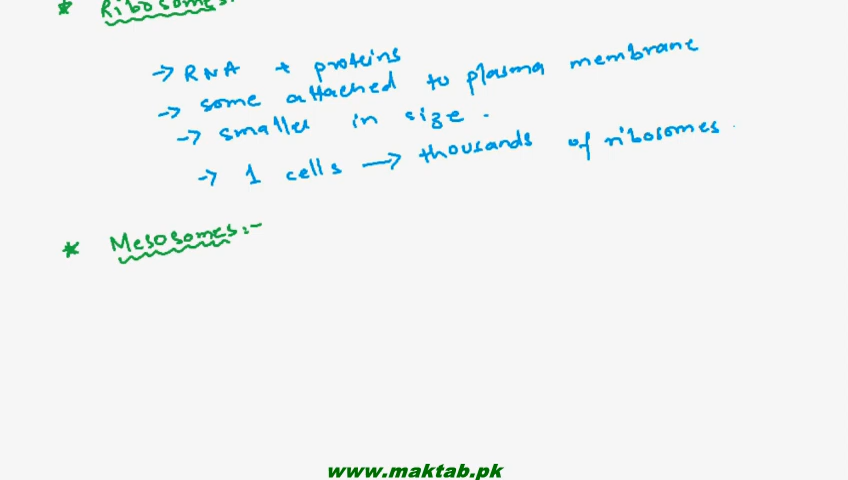 * Ribosomes:
→ RNA + proteins
→ some attached to plasma membrane
→ smaller in size.
→ 1 cells → thousands of ribosomes.
* Mesosomes:-
www.maktab.pk